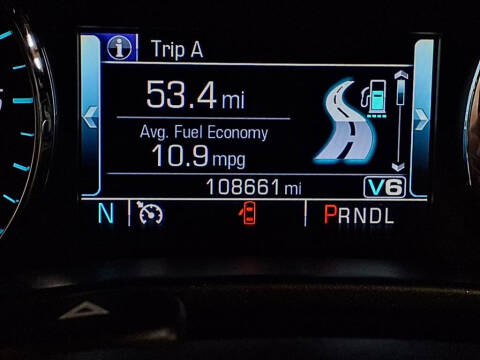 Trip A
53.4 mi
Avg. Fuel Economy
10.9 mpg
108661 mi
V6
N PRNDL